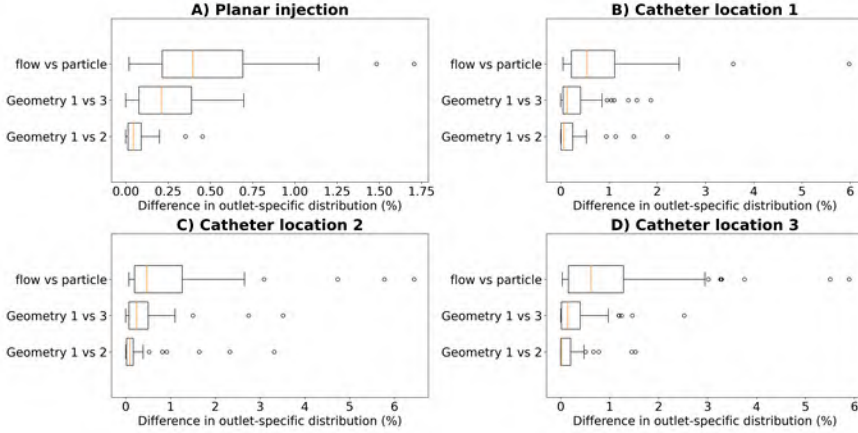 A) Planar injection
flow vs particle
Geometry 1 vs 3
Geometry 1 vs 2
0.00 0.25 0.50 0.75 1.00 1.25 1.50 1.75
Difference in outlet-specific distribution (%)
B) Catheter location 1
flow vs particle
Geometry 1 vs 3
Geometry 1 vs 2
0 1 2 3 4 5 6
Difference in outlet-specific distribution (%)
C) Catheter location 2
flow vs particle
Geometry 1 vs 3
Geometry 1 vs 2
0 1 2 3 4 5 6
Difference in outlet-specific distribution (%)
D) Catheter location 3
flow vs particle
Geometry 1 vs 3
Geometry 1 vs 2
0 1 2 3 4 5 6
Difference in outlet-specific distribution (%)